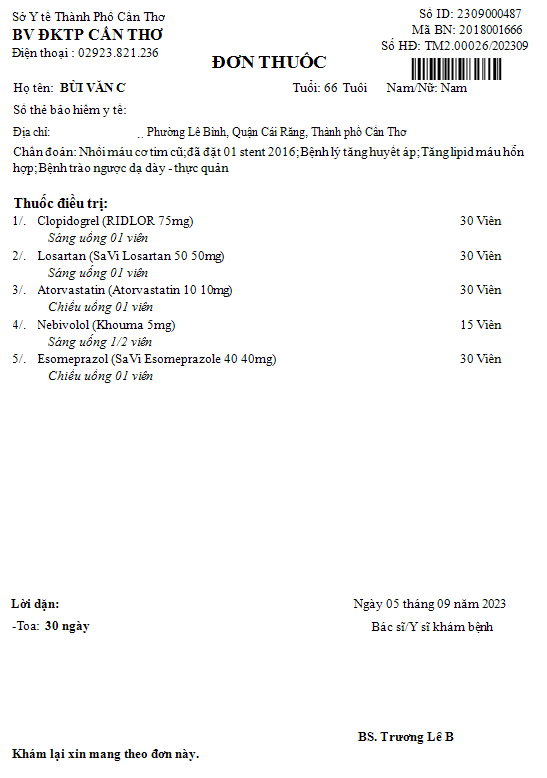 Sở Y tế Thành Phố Cần Thơ
BV ĐKTP CẦN THƠ
Điện thoại : 02923.821.236
Số ID: 2309000487
Mã BN: 2018001666
Số HĐ: TM2.00026/202309
ĐƠN THUỐC
Họ tên: BÙI VĂN C Tuổi: 66 Tuổi Nam/Nữ: Nam
Số thẻ bảo hiểm y tế:
Địa chỉ: . . Phường Lê Bình, Quận Cái Răng, Thành phố Cần Thơ
Chẩn đoán: Nhồi máu cơ tim cũ;đã đặt 01 stent 2016; Bệnh lý tăng huyết áp; Tăng lipid máu hỗn
hợp; Bệnh trào ngược dạ dày - thực quản
Thuốc điều trị:
1/. Clopidogrel (RIDLOR 75mg) 30 Viên
Sáng uống 01 viên
2/. Losartan (SaVi Losartan 50 50mg) 30 Viên
Sáng uống 01 viên
3/. Atorvastatin (Atorvastatin 10 10mg) 30 Viên
Chiều uống 01 viên
4/. Nebivolol (Khouma 5mg) 15 Viên
Sáng uống 1/2 viên
5/. Esomeprazol (SaVi Esomeprazole 40 40mg) 30 Viên
Chiều uống 01 viên
Lời dặn:
-Toa: 30 ngày
Ngày 05 tháng 09 năm 2023
Bác sĩ/Y sĩ khám bệnh
BS. Trương Lê B
Khám lại xin mang theo đơn này.